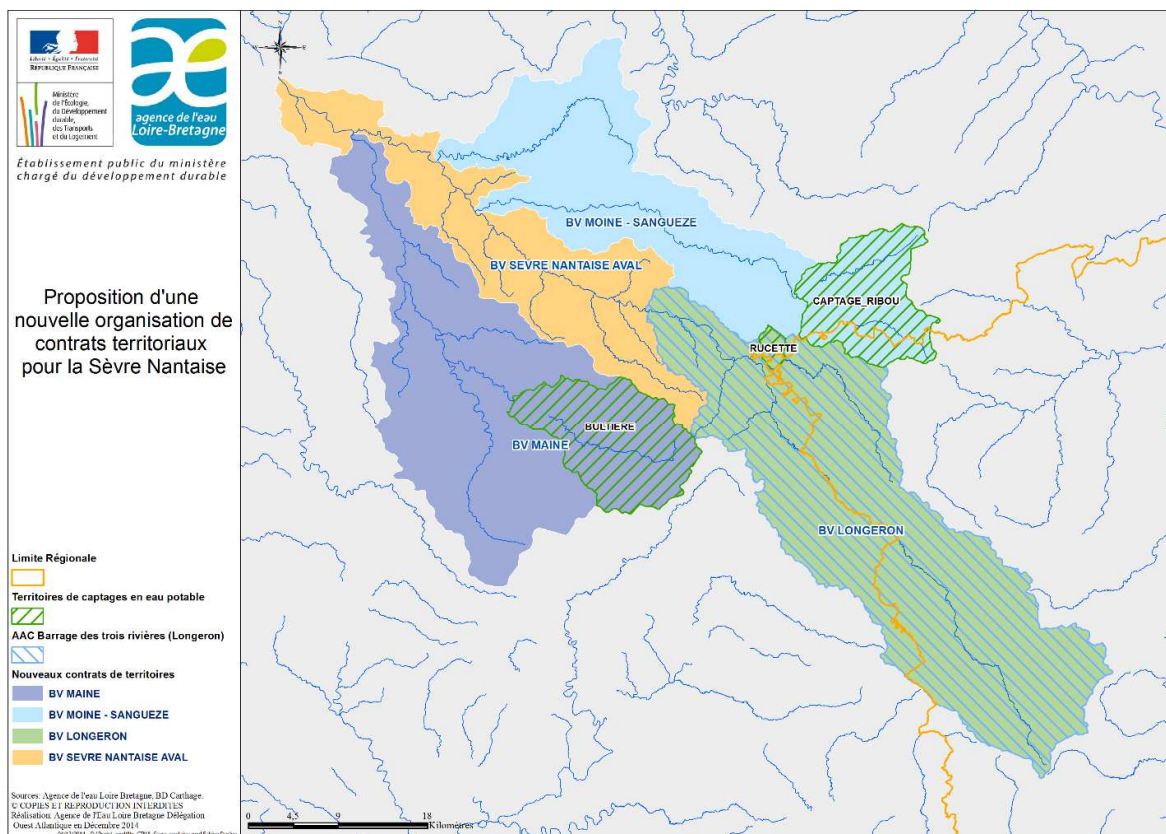 Liberté • Égalité • Fraternité
RÉPUBLIQUE FRANÇAISE
Ministère
de l'Écologie,
du Développement
durable,
des Transports
et du Logement
agence de l'eau
Loire-Bretagne
Établissement public du ministère
chargé du développement durable
Proposition d'une
nouvelle organisation de
contrats territoriaux
pour la Sèvre Nantaise
Limite Régionale
Territoires de captages en eau potable
AAC Barrage des trois rivières (Longeron)
Nouveaux contrats de territoires
BV MAINE
BV MOINE - SANGUEZE
BV LONGERON
BV SEVRE NANTAISE AVAL
Sources: Agence de l'eau Loire Bretagne, BD Carthage.
© COPIES ET REPRODUCTION INTERDITES
Réalisation: Agence de l'Eau Loire Bretagne Délégation
Ouest Atlantique en Décembre 2014
BV MOINE - SANGUEZE
BV SEVRE NANTAISE AVAL
CAPTAGE_RIBOU
RUCETTE
BULTIERE
BV MAINE
BV LONGERON
0 4,5 9 18
Kilomètres